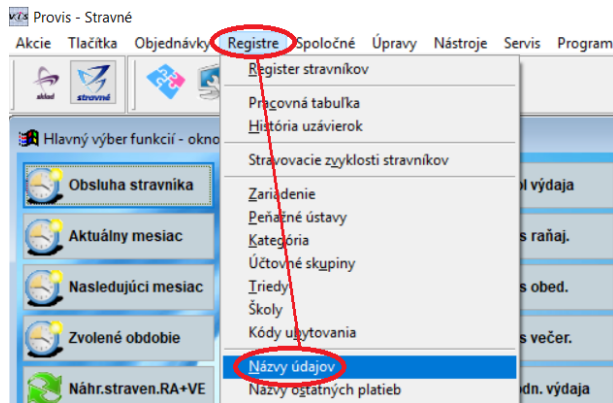 vis Provis - Stravné
Akcie Tlačítka Objednávky Registre Spoločné Úpravy Nástroje Servis Program
sklad stravné
Register stravníkov
Pracovná tabuľka
História uzávierok
Stravovacie zvyklosti stravníkov
Zariadenie
Peňažné ústavy
Kategória
Účtovné skupiny
Triedy
Školy
Kódy ubytovania
Názvy údajov
Názvy ostatných platieb
Hlavný výber funkcií - okno
Obsluha stravníka
Aktuálny mesiac
Nasledujúci mesiac
Zvolené obdobie
Náhr.straven.RA+VE
ol výdaja
s raňaj.
s obed.
s večer.
odn. výdaja